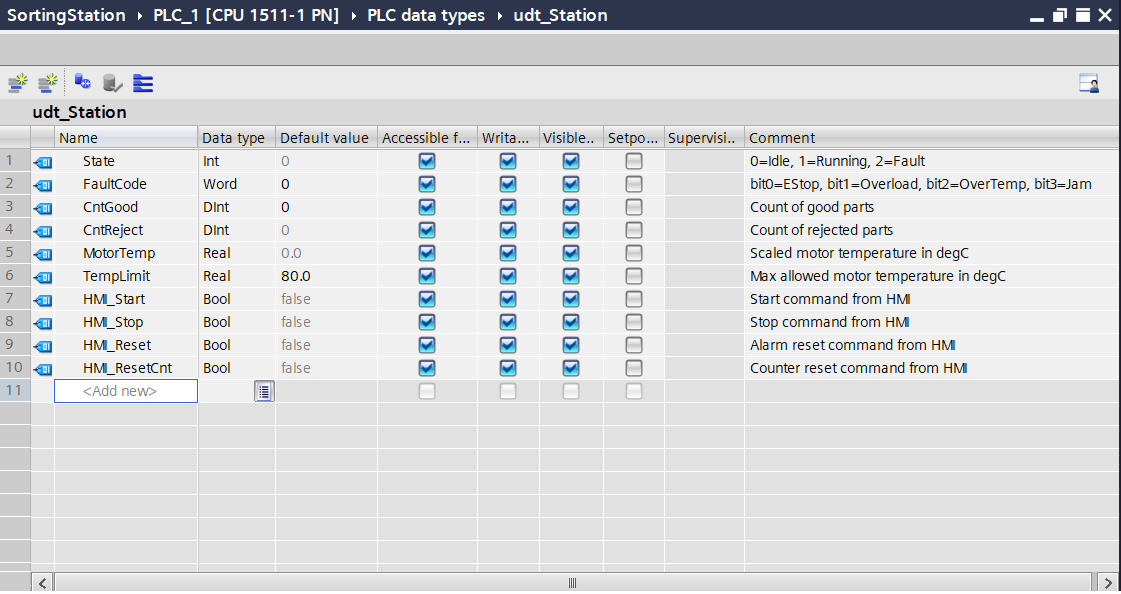 SortingStation › PLC_1 [CPU 1511-1 PN] › PLC data types › udt_Station
udt_Station
Name Data type Default value Accessible f... Writa... Visible.. Setpo... Supervisi.. Comment
1 State Int 0 0=Idle, 1=Running, 2=Fault
2 FaultCode Word 0 bit0=EStop, bit1=Overload, bit2=OverTemp, bit3=Jam
3 CntGood DInt 0 Count of good parts
4 CntReject DInt 0 Count of rejected parts
5 MotorTemp Real 0.0 Scaled motor temperature in degC
6 TempLimit Real 80.0 Max allowed motor temperature in degC
7 HMI_Start Bool false Start command from HMI
8 HMI_Stop Bool false Stop command from HMI
9 HMI_Reset Bool false Alarm reset command from HMI
10 HMI_ResetCnt Bool false Counter reset command from HMI
11 <Add new>